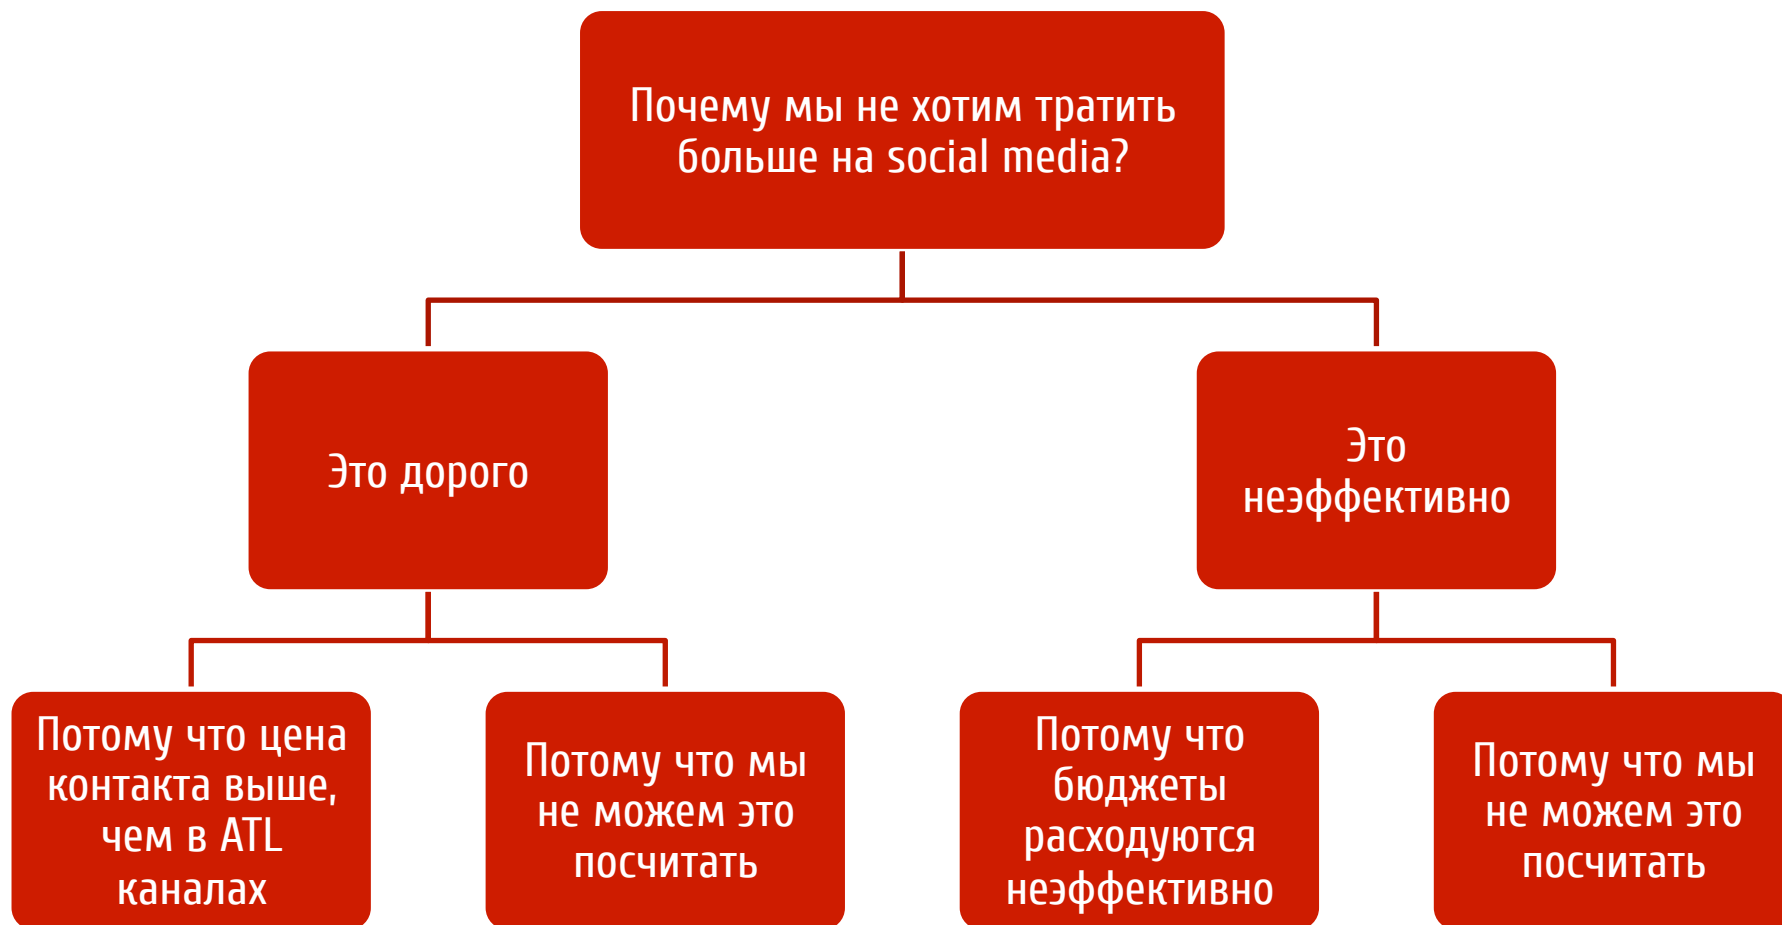 Почему мы не хотим тратить
больше на social media?
Это дорого
Это
неэффективно
Потому что цена
контакта выше,
чем в ATL
каналах
Потому что мы
не можем это
посчитать
Потому что
бюджеты
расходуются
неэффективно
Потому что мы
не можем это
посчитать